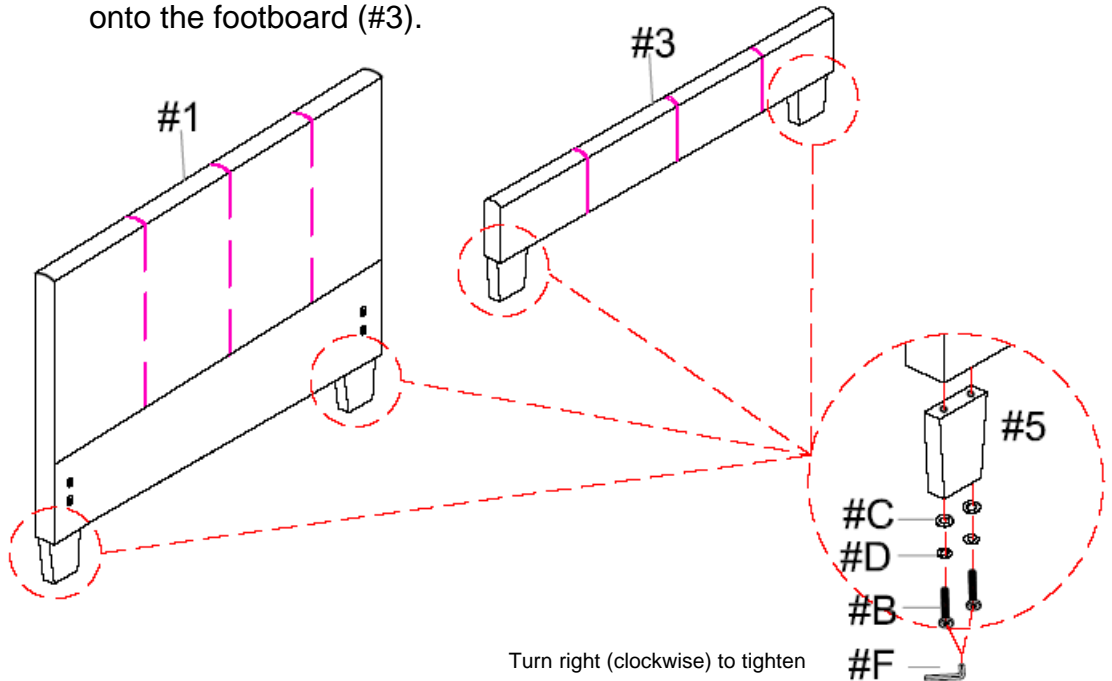 onto the footboard (#3).
#3
#1
#5
#C
#D
#B
Turn right (clockwise) to tighten
#F